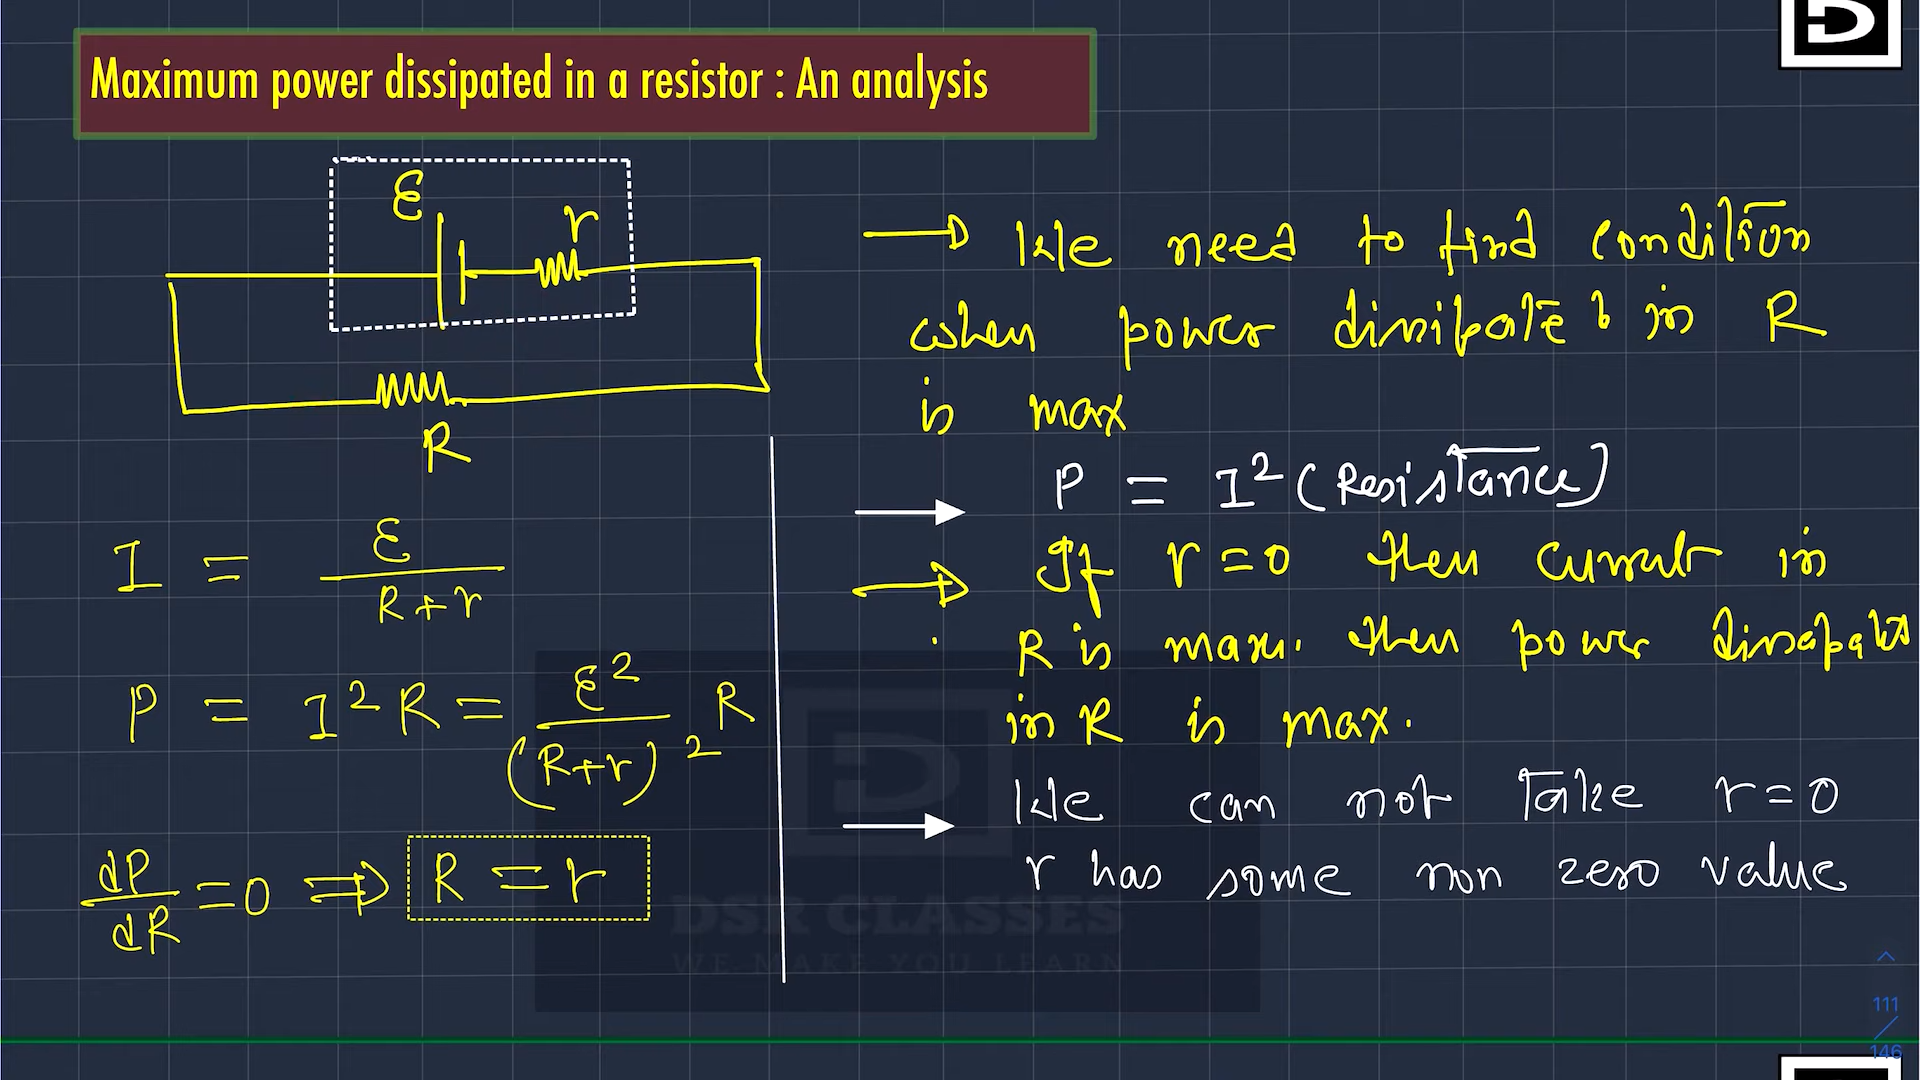 Maximum power dissipated in a resistor : An analysis
ε
r
R
I = ε / R+r
P = I² R = ε² / (R+r)² R
dP/dR = 0 ⇒ R = r
→ We need to find condition
when power dissipated in R
is max
→ P = I² (Resistance)
→ If r = 0 then current in
R is max. then power
in R is max.
→ We can not Take r = 0
r has some non zero value
DSR CLASSES
WE MAKE YOU LEARN
111
146